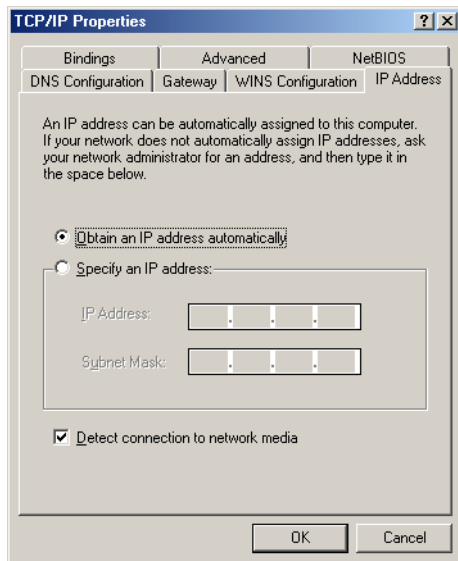 TCP/IP Properties
Bindings
Advanced
NetBIOS
DNS Configuration
Gateway
WINS Configuration
IP Address
An IP address can be automatically assigned to this computer.
If your network does not automatically assign IP addresses, ask
your network administrator for an address, and then type it in
the space below.
Obtain an IP address automatically
Specify an IP address:
IP Address:
. . .
Subnet Mask:
. . .
Detect connection to network media
OK
Cancel